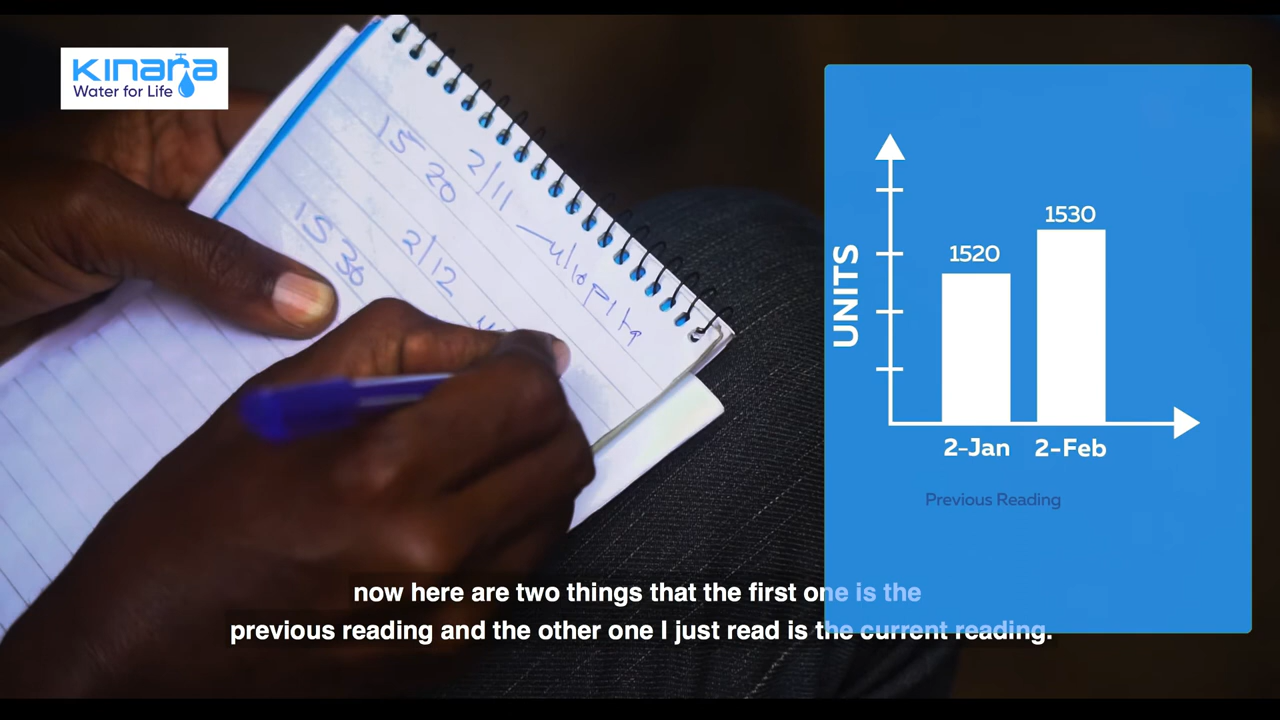 Kinara
Water for Life
1520 2/11
1530 2/12
UNITS
1520
1530
2-Jan 2-Feb
Previous Reading
now here are two things that the first one is the
previous reading and the other one I just read is the current reading.